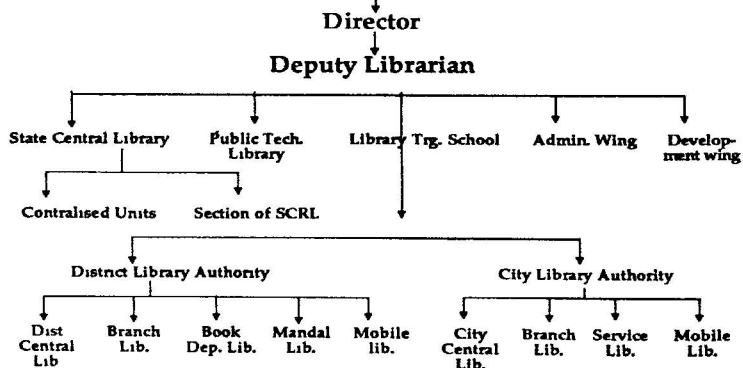 Director
Deputy Librarian
State Central Library
Public Tech.
Library
Library Trg. School
Admin. Wing
Develop-
ment wing
Contralised Units
Section of SCRL
District Library Authority
City Library Authority
Dist
Central
Lib
Branch
Lib.
Book
Dep. Lib.
Mandal
Lib.
Mobile
lib.
City
Central
Lib.
Branch
Lib.
Service
Lib.
Mobile
Lib.